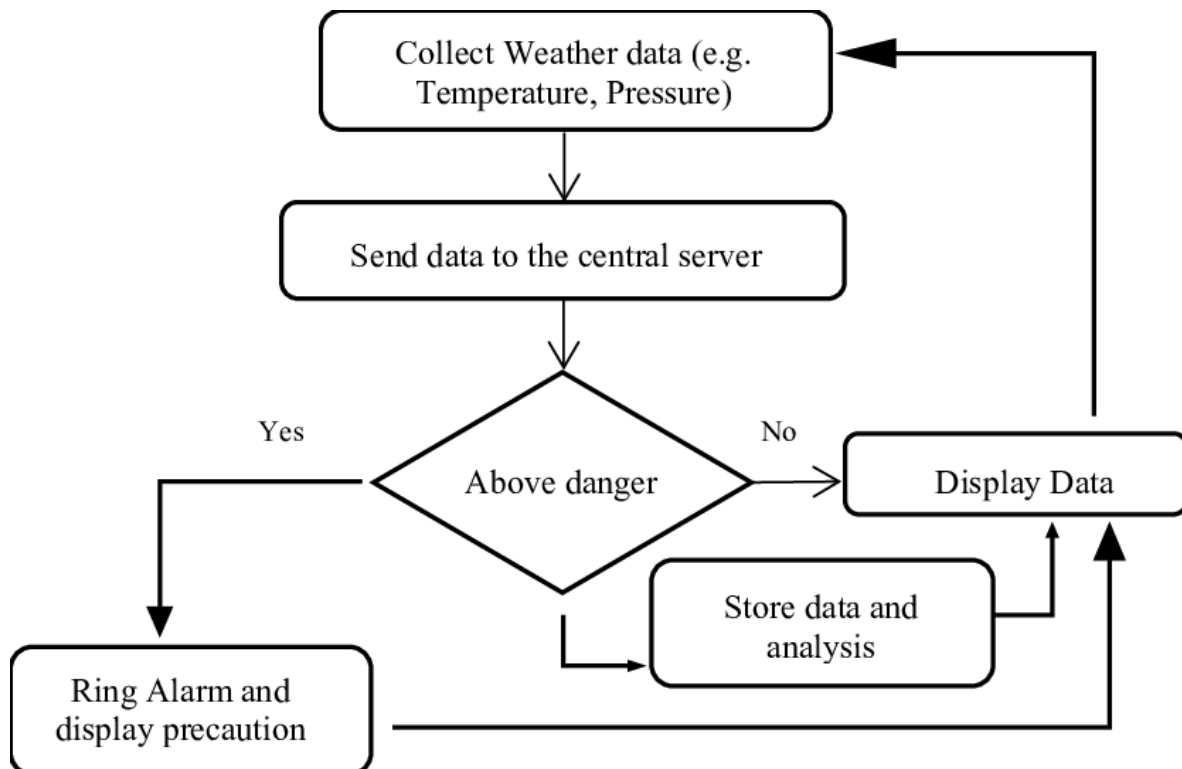 Collect Weather data (e.g.
Temperature, Pressure)
Send data to the central server
Yes
No
Above danger
Display Data
Store data and
analysis
Ring Alarm and
display precaution